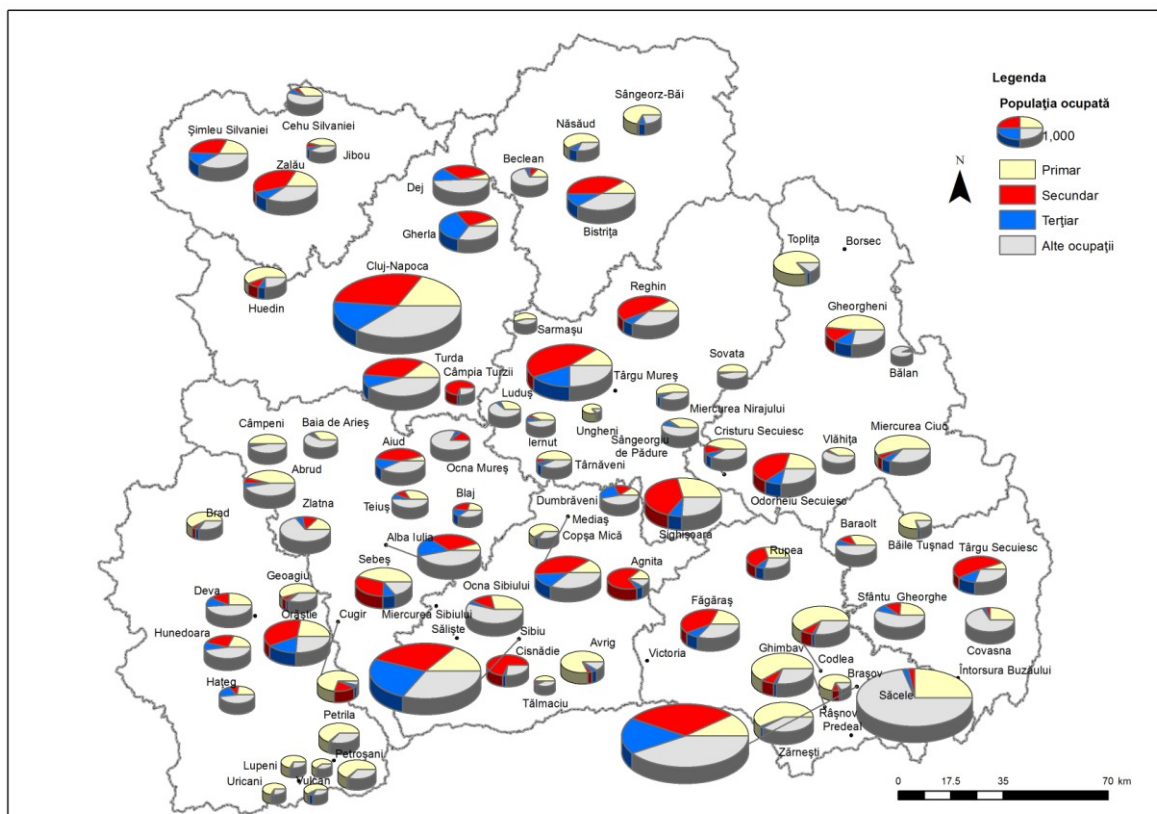 Legenda
Populația ocupată
1,000
Primar
Secundar
Terțiar
Alte ocupații
N
Sângeorz-Băi
Cehu Silvaniei
Șimleu Silvaniei
Năsăud
Jibou
Beclean
Zalău
Dej
Bistrița
Gherla
Toplița
Borsec
Cluj-Napoca
Reghin
Huedin
Gheorgheni
Sarmașu
Bălan
Turda
Sovata
Câmpia Turzii
Târgu Mureș
Luduș
Miercurea Nirajului
Câmpeni
Baia de Arieș
Ungheni
Iernut
Sângeorgiu
de Pădure
Cristuru Secuiesc
Vlăhița
Miercurea Ciuc
Aiud
Ocna Mureș
Târnăveni
Abrud
Odorheiu Secuiesc
Zlatna
Teiuș
Blaj
Dumbrăveni
Brad
Mediaș
Sighișoara
Baraolt
Băile Tușnad
Alba Iulia
Copșa Mică
Rupea
Târgu Secuiesc
Sebeș
Agnita
Geoagiu
Ocna Sibiului
Deva
Cugir
Făgăraș
Sfântu Gheorghe
Orăștie
Miercurea Sibiului
Hunedoara
Săliște
Sibiu
Covasna
Cisnădie
Avrig
Victoria
Ghimbav
Codlea
Întorsura Buzăului
Brașov
Hațeg
Săcele
Tălmaciu
Petrila
Râșnov
Predeal
Zărnești
Petroșani
Lupeni
Uricani
Vulcan
0 17.5 35 70 km